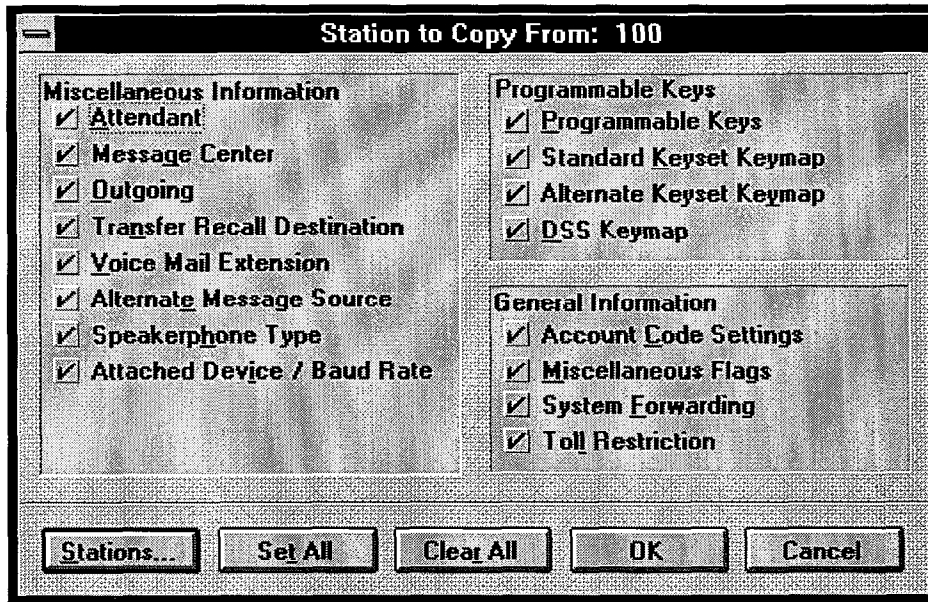 Station to Copy From: 100
Miscellaneous Information
Attendant
Message Center
Outgoing
Transfer Recall Destination
Voice Mail Extension
Alternate Message Source
Speakerphone Type
Attached Device / Baud Rate
Programmable Keys
Programmable Keys
Standard Keyset Keymap
Alternate Keyset Keymap
DSS Keymap
General Information
Account Code Settings
Miscellaneous Flags
System Forwarding
Toll Restriction
Stations... Set All Clear All OK Cancel